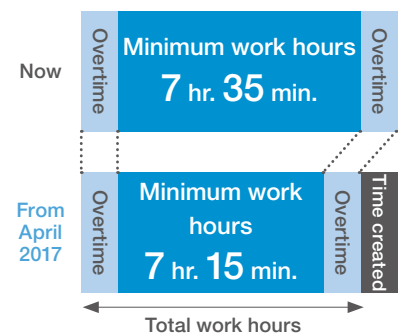 Now
Overtime
Minimum work hours
7 hr. 35 min.
Overtime
From
April
2017
Overtime
Minimum work
hours
7 hr. 15 min.
Overtime
Time created
Total work hours